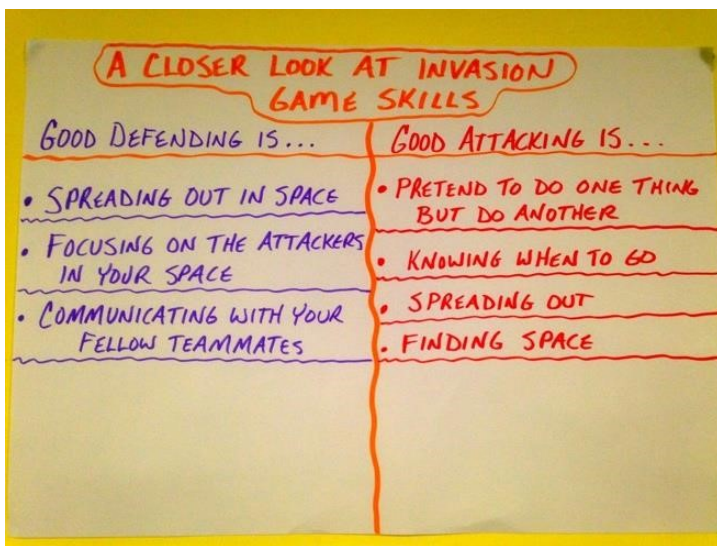 A CLOSER LOOK AT INVASION
GAME SKILLS
GOOD DEFENDING IS...
• SPREADING OUT IN SPACE
• FOCUSING ON THE ATTACKERS
IN YOUR SPACE
• COMMUNICATING WITH YOUR
FELLOW TEAMMATES
GOOD ATTACKING IS...
• PRETEND TO DO ONE THING
BUT DO ANOTHER
• KNOWING WHEN TO GO
• SPREADING OUT
• FINDING SPACE